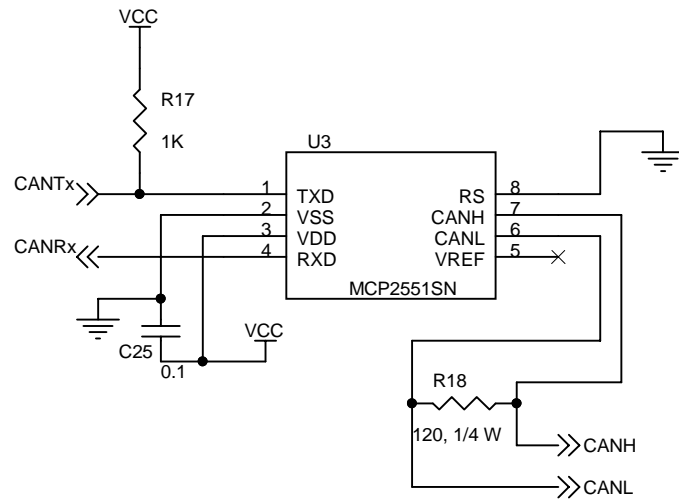 VCC
R17
1K
U3
CANTx
1
TXD
RS
8
2
VSS
CANH
7
3
VDD
CANL
6
CANRx
4
RXD
VREF
5
MCP2551SN
C25
0.1
VCC
R18
120, 1/4 W
CANH
CANL